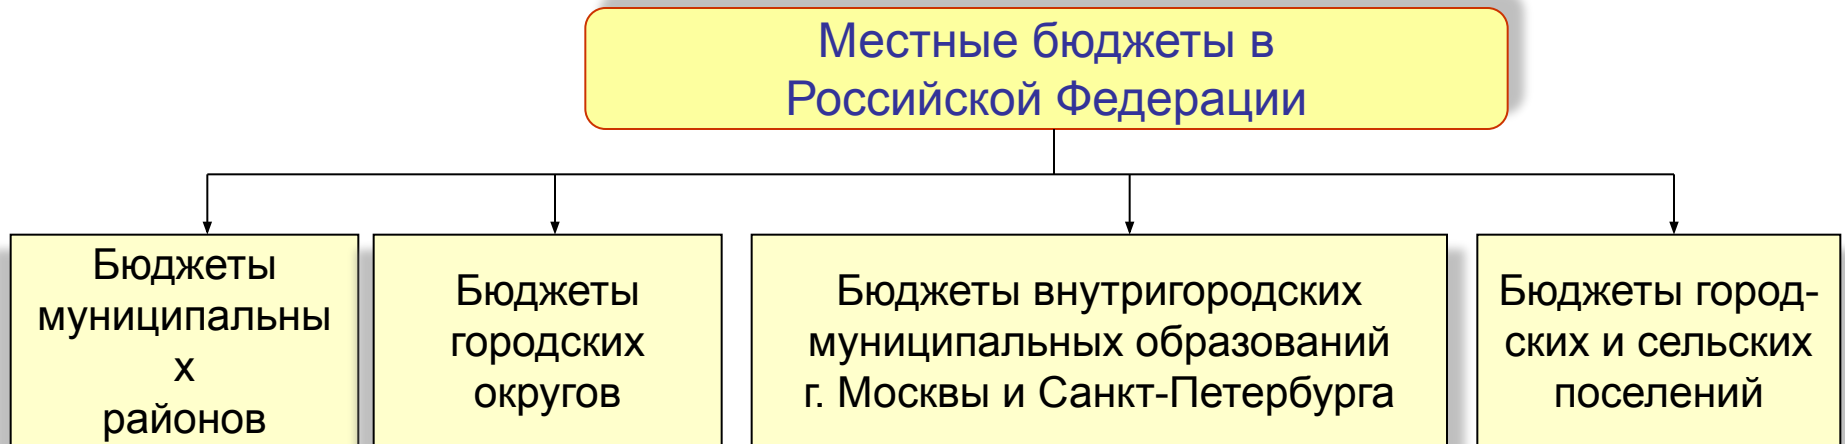 Местные бюджеты в
Российской Федерации
Бюджеты
муниципальны
х
районов
Бюджеты
городских
округов
Бюджеты внутригородских
муниципальных образований
г. Москвы и Санкт-Петербурга
Бюджеты город-
ских и сельских
поселений